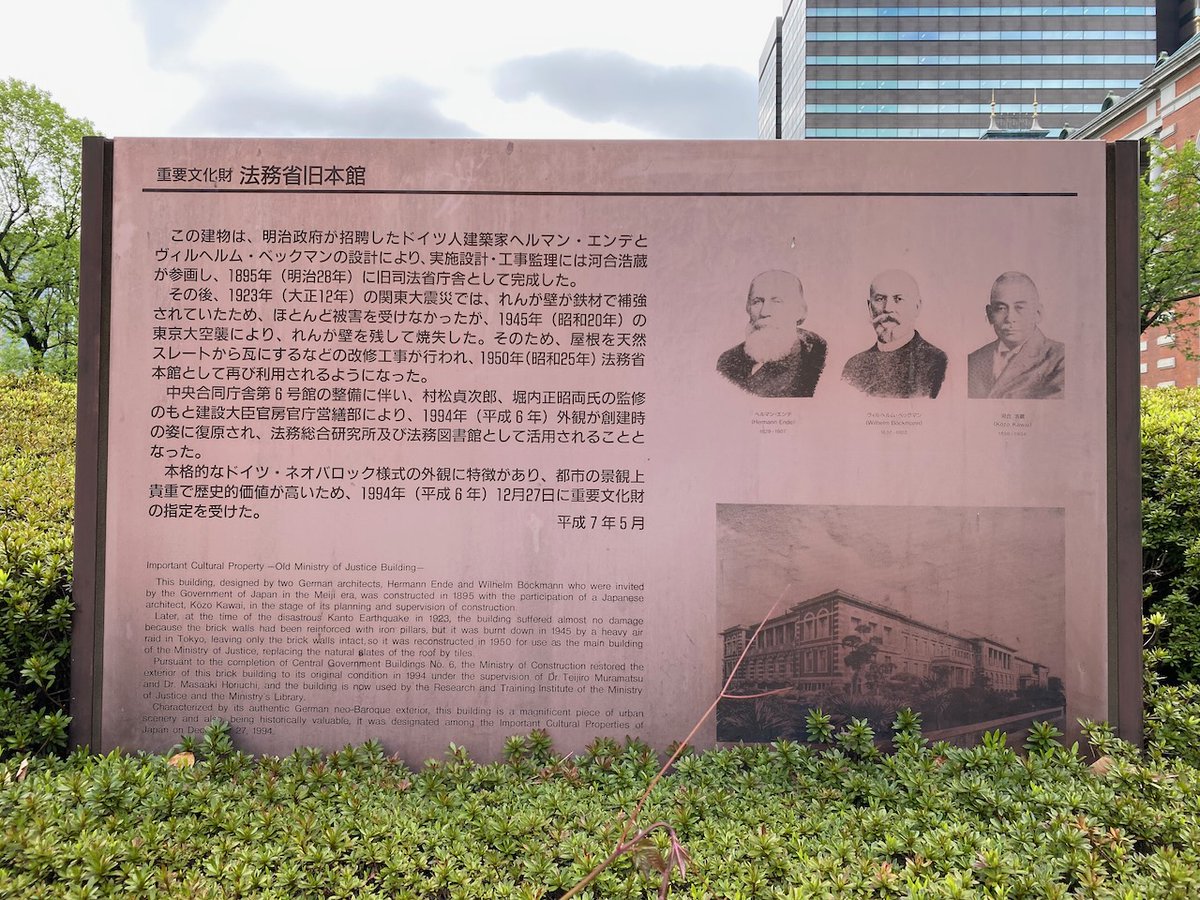 重要文化財 法務省旧本館
この建物は、明治政府が招聘したドイツ人建築家ヘルマン・エンデと
ヴィルヘルム・ベックマンの設計により、実施設計・工事監理には河合浩蔵
が参画し、1895年（明治28年）に旧司法省庁舎として完成した。
その後、1923年（大正12年）の関東大震災では、れんが壁が鉄材で補強
されていたため、ほとんど被害を受けなかったが、1945年（昭和20年）の
東京大空襲により、れんが壁を残して焼失した。そのため、屋根を天然
スレートから瓦にするなどの改修工事が行われ、1950年（昭和25年）法務省
本館として再び利用されるようになった。
中央合同庁舎第６号館の整備に伴い、村松貞次郎、堀内正昭両氏の監修
のもと建設大臣官房官庁営繕部により、1994年（平成６年）外観が創建時
の姿に復原され、法務総合研究所及び法務図書館として活用されることと
なった。
本格的なドイツ・ネオバロック様式の外観に特徴があり、都市の景観上
貴重で歴史的価値が高いため、1994年（平成６年）12月27日に重要文化財
の指定を受けた。
平成７年５月
Important Cultural Property —Old Ministry of Justice Building—
This building, designed by two German architects, Hermann Ende and Wilhelm Böckmann who were invited
by the Government of Japan in the Meiji era, was constructed in 1895 with the participation of a Japanese
architect, Kōzō Kawai, in the stage of its planning and supervision of construction.
Later, at the time of the disastrous Kanto Earthquake in 1923, the building suffered almost no damage
because the brick walls had been reinforced with iron pillars, but it was burnt down in 1945 by a heavy air
raid in Tokyo, leaving only the brick walls intact, so it was reconstructed in 1950 for use as the main building
of the Ministry of Justice, replacing the natural slates of the roof by tiles.
Pursuant to the completion of Central Government Buildings No. 6, the Ministry of Construction restored the
exterior of this brick building to its original condition in 1994 under the supervision of Dr Teijiro Muramatsu
and Dr. Masaaki Horiuchi, and the building is now used by the Research and Training Institute of the Ministry
of Justice and the Ministry's Library.
Characterized by its authentic German neo-Baroque exterior, this building is a magnificent piece of urban
scenery and also being historically valuable, it was designated among the Important Cultural Properties of
Japan on 27, 1994.
ヘルマン・エンデ
(Hermann Ende)
ヴィルヘルム・ベックマン
(Wilhelm Böckmann)
河合 浩蔵
(Kōzō Kawai)